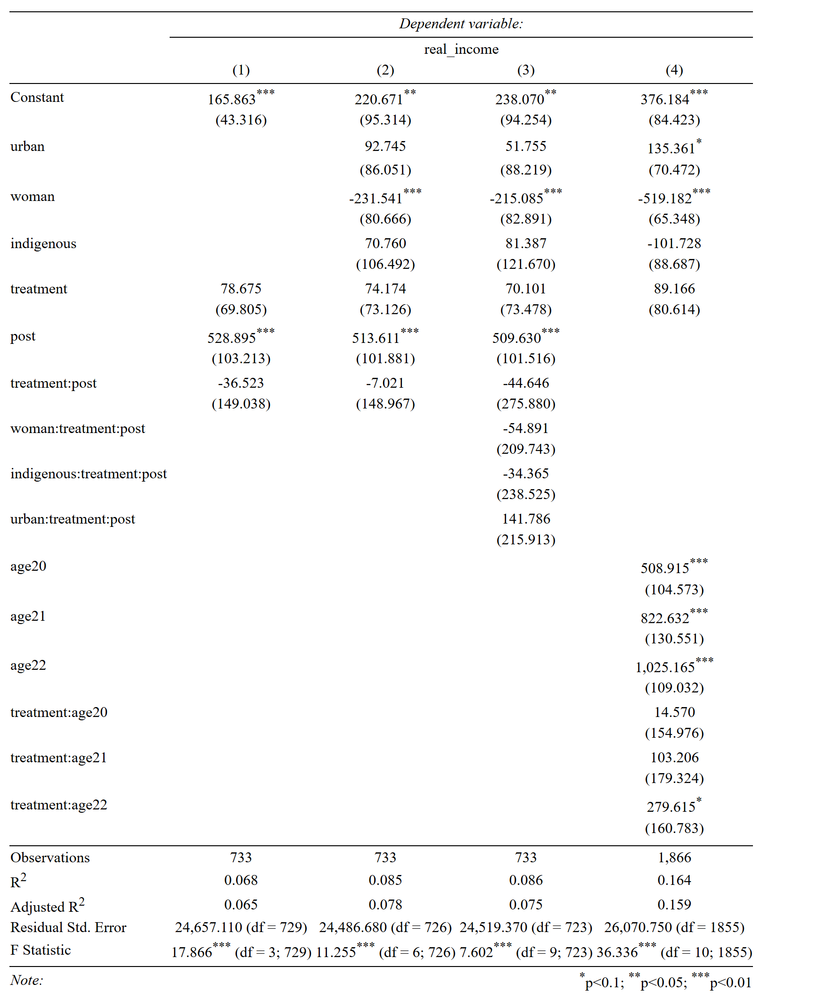 Dependent variable:
real_income
(1) (2) (3) (4)
Constant 165.863*** 220.671** 238.070** 376.184***
(43.316) (95.314) (94.254) (84.423)
urban 92.745 51.755 135.361*
(86.051) (88.219) (70.472)
woman -231.541*** -215.085*** -519.182***
(80.666) (82.891) (65.348)
indigenous 70.760 81.387 -101.728
(106.492) (121.670) (88.687)
treatment 78.675 74.174 70.101 89.166
(69.805) (73.126) (73.478) (80.614)
post 528.895*** 513.611*** 509.630***
(103.213) (101.881) (101.516)
treatment:post -36.523 -7.021 -44.646
(149.038) (148.967) (275.880)
woman:treatment:post -54.891
(209.743)
indigenous:treatment:post -34.365
(238.525)
urban:treatment:post 141.786
(215.913)
age20 508.915***
(104.573)
age21 822.632***
(130.551)
age22 1,025.165***
(109.032)
treatment:age20 14.570
(154.976)
treatment:age21 103.206
(179.324)
treatment:age22 279.615*
(160.783)
Observations 733 733 733 1,866
R2 0.068 0.085 0.086 0.164
Adjusted R2 0.065 0.078 0.075 0.159
Residual Std. Error 24,657.110 (df = 729) 24,486.680 (df = 726) 24,519.370 (df = 723) 26,070.750 (df = 1855)
F Statistic 17.866*** (df = 3; 729) 11.255*** (df = 6; 726) 7.602*** (df = 9; 723) 36.336*** (df = 10; 1855)
Note: *p<0.1; **p<0.05; ***p<0.01